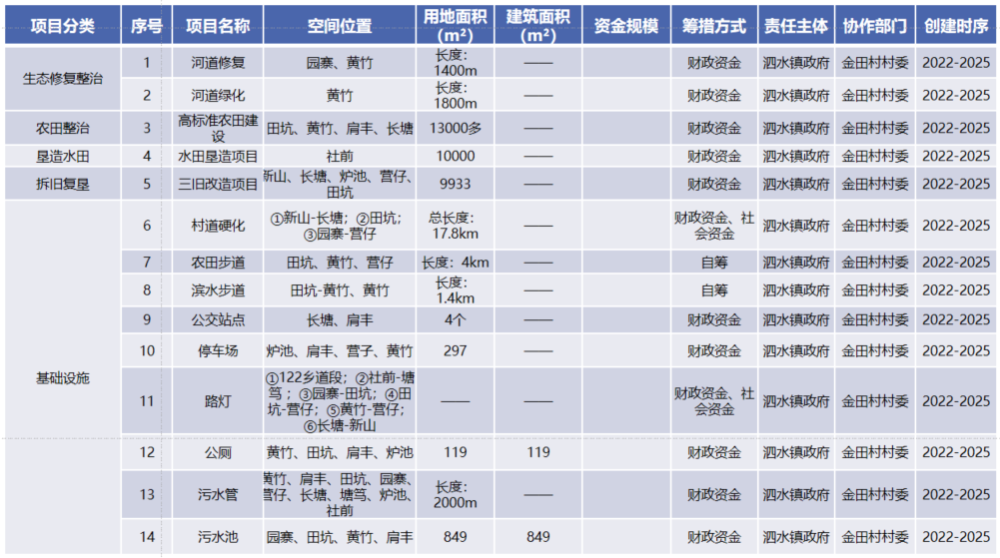 项目分类 序号 项目名称 空间位置 用地面积（m²） 建筑面积（m²） 资金规模 筹措方式 责任主体 协作部门 创建时序
生态修复整治 1 河道修复 园寨、黄竹 长度：1400m —— 财政资金 泗水镇政府 金田村村委 2022-2025
2 河道绿化 黄竹 长度：1800m —— 财政资金 泗水镇政府 金田村村委 2022-2025
农田整治 3 高标准农田建设 田坑、黄竹、肩丰、长塘 13000多 —— 财政资金 泗水镇政府 金田村村委 2022-2025
垦造水田 4 水田垦造项目 社前 10000 —— 财政资金 泗水镇政府 金田村村委 2022-2025
拆旧复垦 5 三旧改造项目 新山、长塘、炉池、营仔、田坑 9933 —— 财政资金 泗水镇政府 金田村村委 2022-2025
基础设施 6 村道硬化 ①新山-长塘；②田坑；③园寨-营仔 总长度：17.8km —— 财政资金、社会资金 泗水镇政府 金田村村委 2022-2025
7 农田步道 田坑、黄竹、营仔 长度：4km —— 自筹 泗水镇政府 金田村村委 2022-2025
8 滨水步道 田坑-黄竹、黄竹 长度：1.4km —— 自筹 泗水镇政府 金田村村委 2022-2025
9 公交站点 长塘、肩丰 4个 —— 财政资金 泗水镇政府 金田村村委 2022-2025
10 停车场 炉池、肩丰、营子、黄竹 297 财政资金 泗水镇政府 金田村村委 2022-2025
11 路灯 ①122乡道段；②社前-塘笃 ；③园寨-田坑；④田坑-营仔；⑤黄竹-营仔；⑥长塘-新山 —— —— 财政资金、社会资金 泗水镇政府 金田村村委 2022-2025
12 公厕 黄竹、田坑、肩丰、炉池 119 119 财政资金 泗水镇政府 金田村村委 2022-2025
13 污水管 黄竹、肩丰、田坑、园寨、营仔、长塘、塘笃、炉池、社前 长度：2000m —— 财政资金 泗水镇政府 金田村村委 2022-2025
14 污水池 园寨、田坑、黄竹、肩丰 849 849 财政资金 泗水镇政府 金田村村委 2022-2025